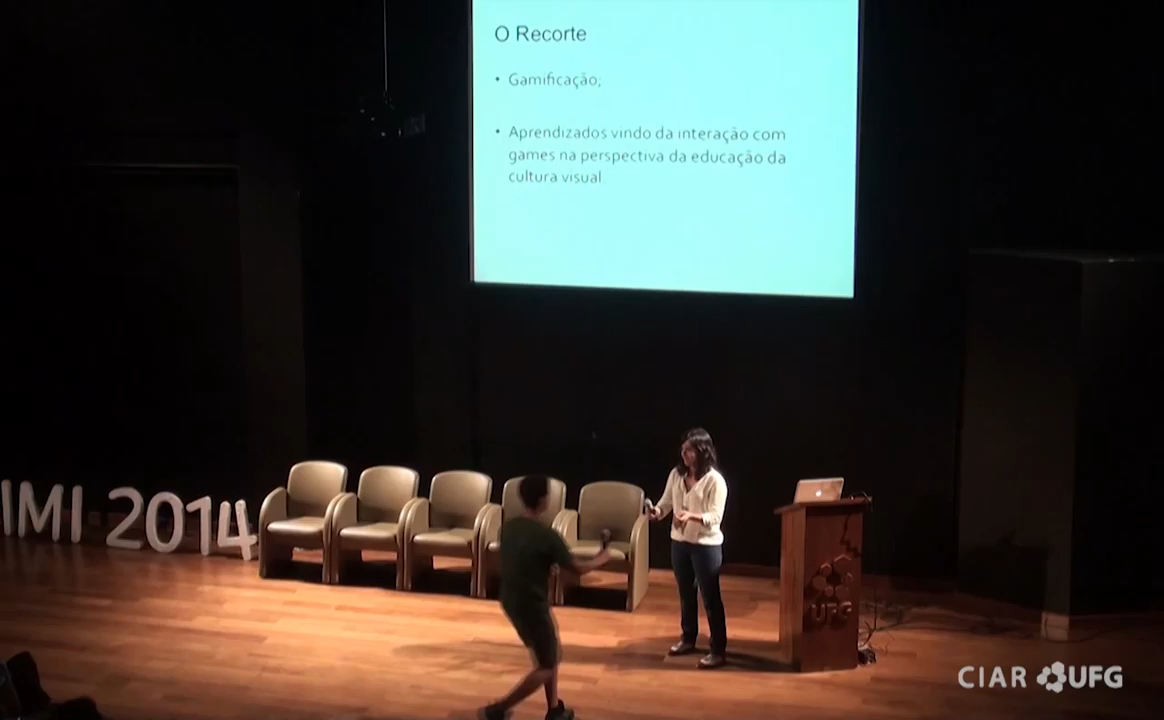 O Recorte
• Gamificação;
• Aprendizados vindo da interação com
games na perspectiva da educação da
cultura visual.
IMI 2014
UFG
CIAR UFG